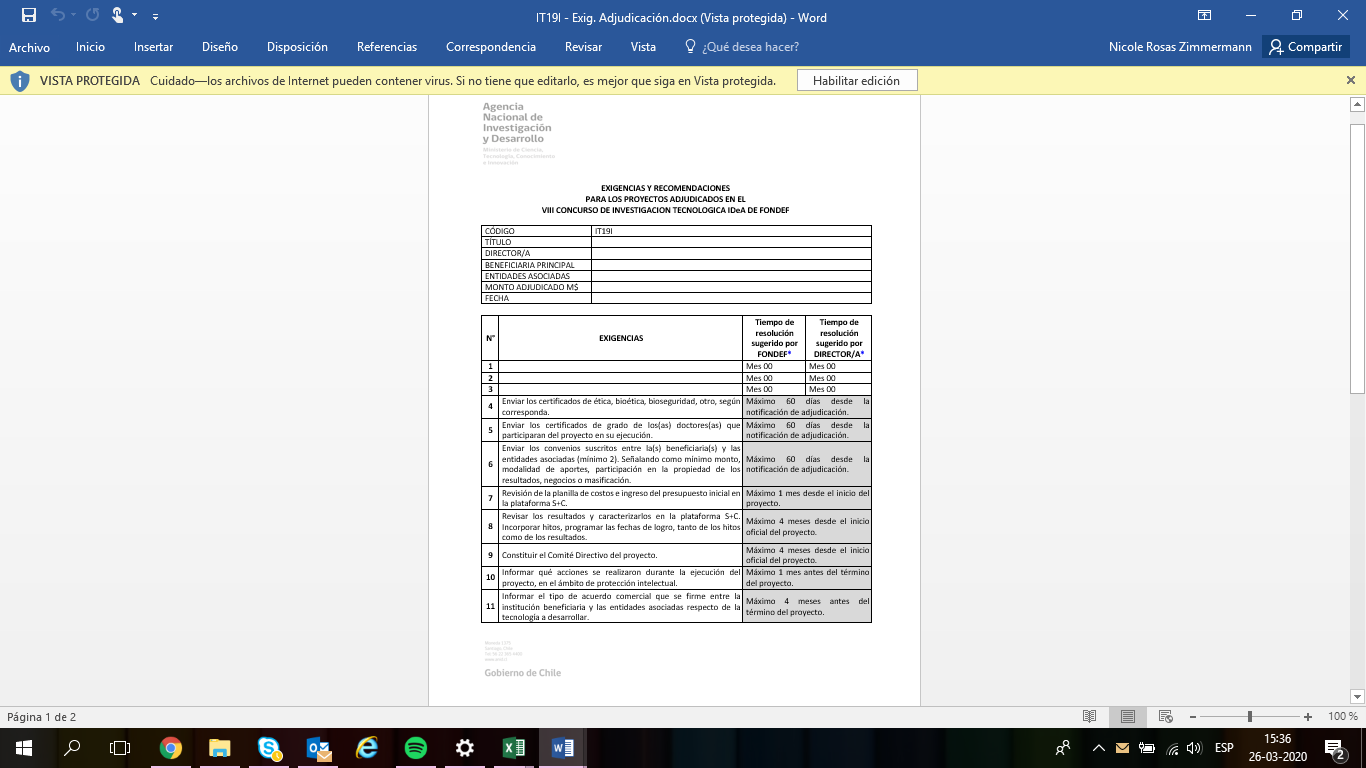 IT19I - Exig. Adjudicación.docx (Vista protegida) - Word
Archivo Inicio Insertar Diseño Disposición Referencias Correspondencia Revisar Vista ¿Qué desea hacer? Nicole Rosas Zimmermann Compartir
VISTA PROTEGIDA Cuidado—los archivos de Internet pueden contener virus. Si no tiene que editarlo, es mejor que siga en Vista protegida. Habilitar edición
Agencia
Nacional de
Investigación
y Desarrollo
Ministerio de Ciencia,
Tecnología, Conocimiento
e Innovación
EXIGENCIAS Y RECOMENDACIONES
PARA LOS PROYECTOS ADJUDICADOS EN EL
VIII CONCURSO DE INVESTIGACION TECNOLOGICA IDeA DE FONDEF
CÓDIGO IT19I
TÍTULO
DIRECTOR/A
BENEFICIARIA PRINCIPAL
ENTIDADES ASOCIADAS
MONTO ADJUDICADO M$
FECHA
N° EXIGENCIAS
Tiempo de
resolución
sugerido por
FONDEF*
Tiempo de
resolución
sugerido por
DIRECTOR/A*
1 Mes 00 Mes 00
2 Mes 00 Mes 00
3 Mes 00 Mes 00
4
Enviar los certificados de ética, bioética, bioseguridad, otro, según
corresponda.
Máximo 60 días desde la
notificación de adjudicación.
5
Enviar los certificados de grado de los(as) doctores(as) que
participaran del proyecto en su ejecución.
Máximo 60 días desde la
notificación de adjudicación.
6
Enviar los convenios suscritos entre la(s) beneficiaria(s) y las
entidades asociadas (mínimo 2). Señalando como mínimo monto,
modalidad de aportes, participación en la propiedad de los
resultados, negocios o masificación.
Máximo 60 días desde la
notificación de adjudicación.
7
Revisión de la planilla de costos e ingreso del presupuesto inicial en
la plataforma S+C.
Máximo 1 mes desde el inicio del
proyecto.
8
Revisar los resultados y caracterizarlos en la plataforma S+C.
Incorporar hitos, programar las fechas de logro, tanto de los hitos
como de los resultados.
Máximo 4 meses desde el inicio
oficial del proyecto.
9
Constituir el Comité Directivo del proyecto.
Máximo 4 meses desde el inicio
oficial del proyecto.
10
Informar qué acciones se realizaron durante la ejecución del
proyecto, en el ámbito de protección intelectual.
Máximo 1 mes antes del término
del proyecto.
11
Informar el tipo de acuerdo comercial que se firme entre la
institución beneficiaria y las entidades asociadas respecto de la
tecnología a desarrollar.
Máximo 4 meses antes del
término del proyecto.
Santiago, Chile
Gobierno de Chile
Página 1 de 2 100 %
ESP
15:36
26-03-2020
2